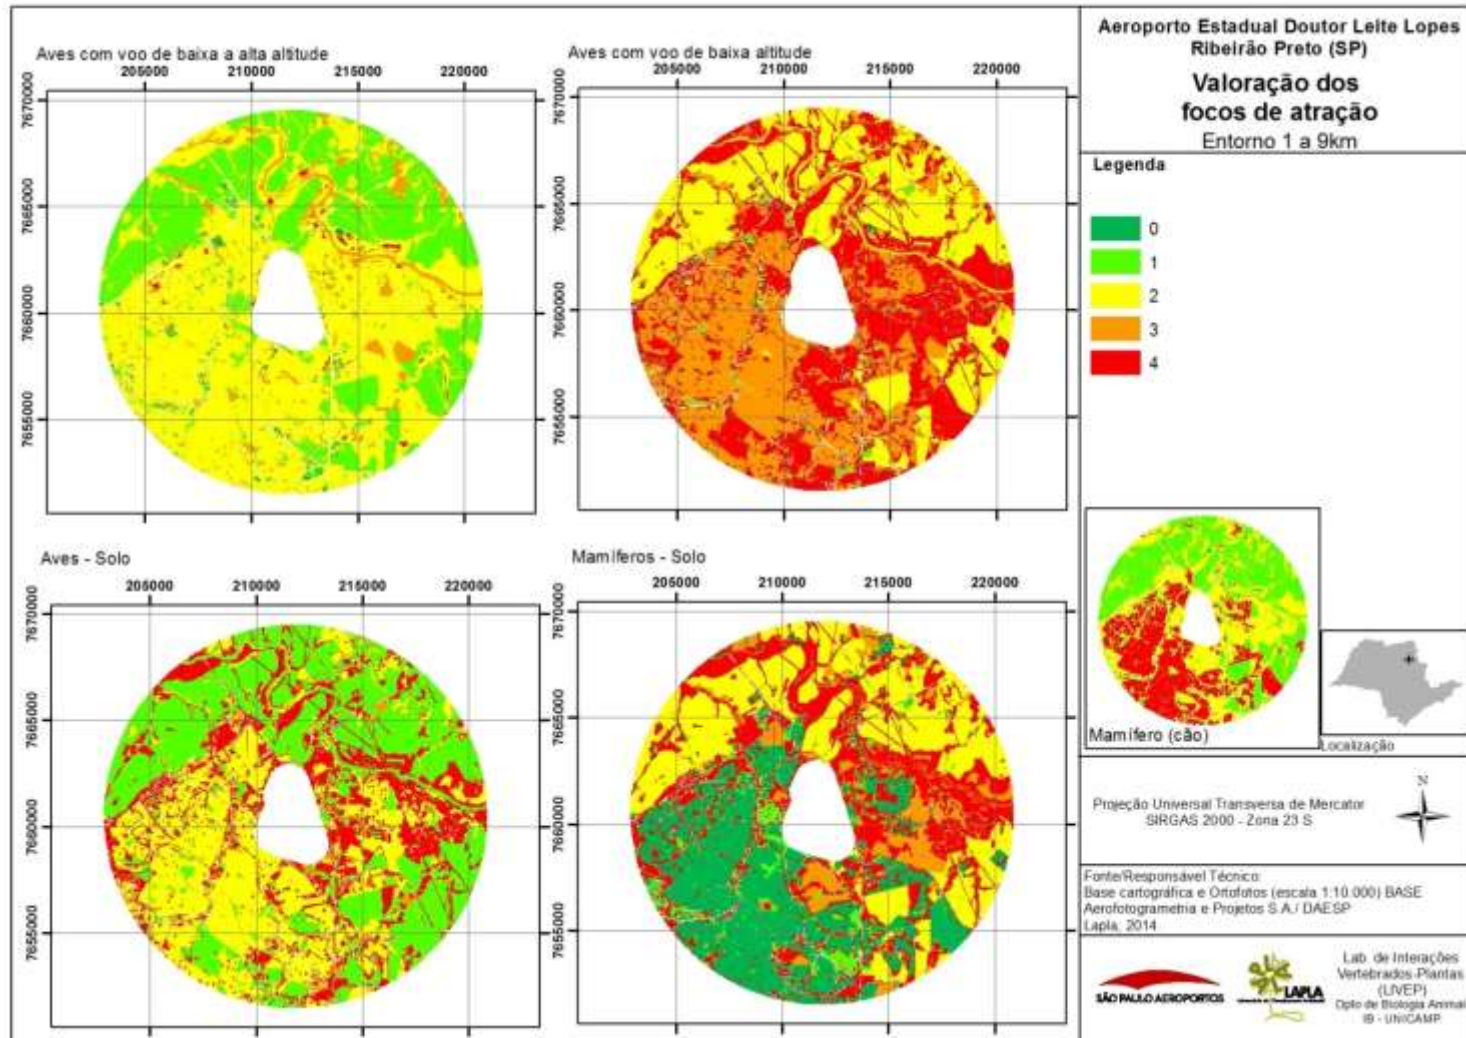 Aves com voo de baixa a alta altitude
205000 210000 215000 220000
7670000
7665000
7660000
7655000
Aves com voo de baixa altitude
205000 210000 215000 220000
7670000
7665000
7660000
7655000
Aves - Solo
205000 210000 215000 220000
7670000
7665000
7660000
7655000
Mamíferos - Solo
205000 210000 215000 220000
7670000
7665000
7660000
7655000
Aeroporto Estadual Doutor Leite Lopes
Ribeirão Preto (SP)
Valoração dos
focos de atração
Entorno 1 a 9km
Legenda
0
1
2
3
4
Mamífero (cão)
Localização
Projeção Universal Transversa de Mercator
SIRGAS 2000 - Zona 23 S
N
Fonte/Responsável Técnico:
Base cartográfica e Ortofotos (escala 1:10.000) BASE
Aerofotogrametria e Projetos S.A./ DAESP
Lapla, 2014
SÃO PAULO AEROPORTOS
LAPLA
Lab. de Interações
Vertebrados-Plantas
(LIVEP)
Dpto de Biologia Animal
IB - UNICAMP